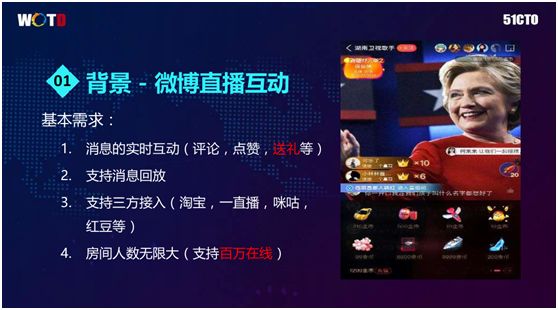 WOTD
51CTO
01 背景 - 微博直播互动
基本需求：
1. 消息的实时互动（评论，点赞，送礼等）
2. 支持消息回放
3. 支持三方接入（淘宝，一直播，咪咕，
红豆等）
4. 房间人数无限大（支持百万在线）
湖南卫视歌手
×10
×6